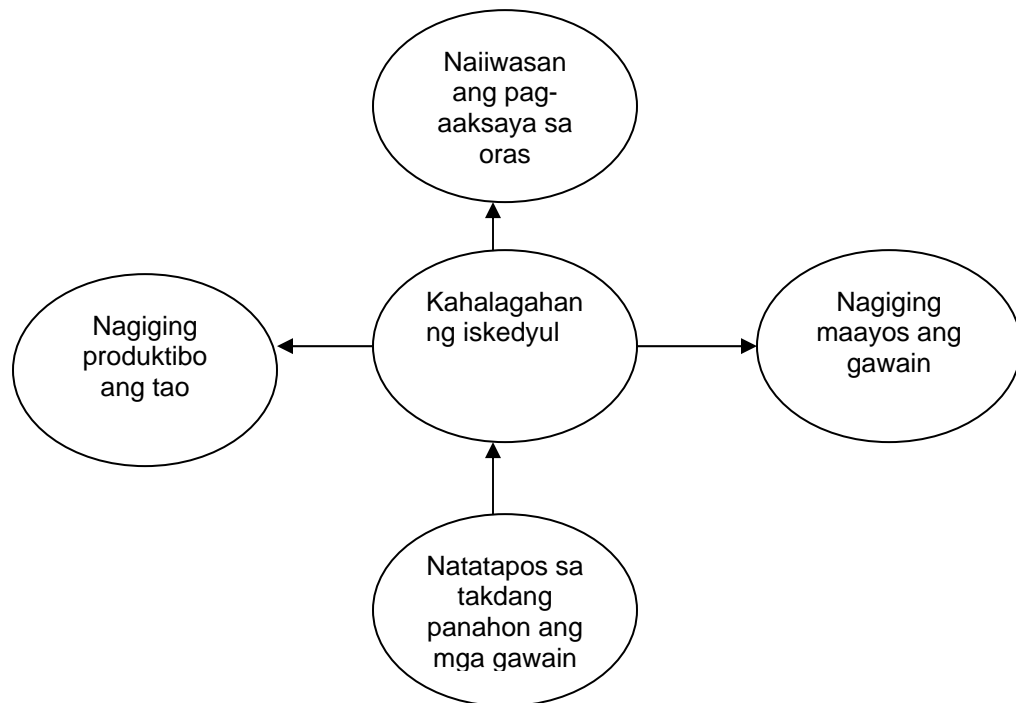 Naiiwasan
ang pag-
aaksaya sa
oras
Kahalagahan
ng iskedyul
Nagiging
produktibo
ang tao
Nagiging
maayos ang
gawain
Natatapos sa
takdang
panahon ang
mga gawain